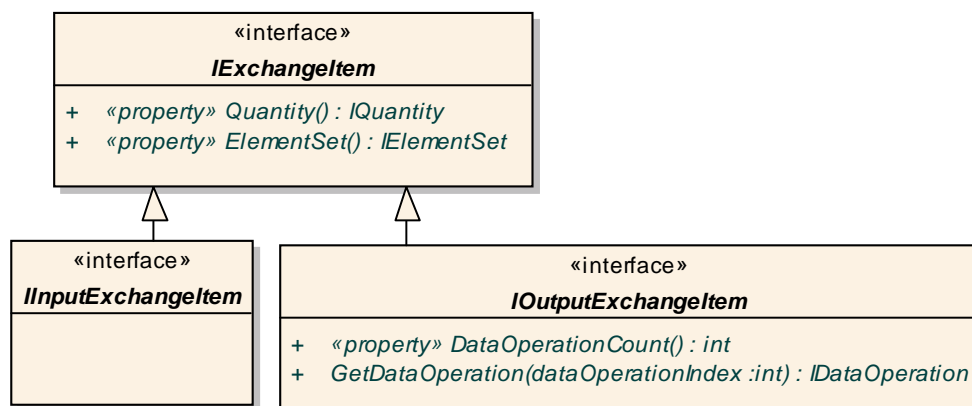 «interface»
IExchangeItem
+ «property» Quantity() : IQuantity
+ «property» ElementSet() : IElementSet
«interface»
IInputExchangeItem
«interface»
IOutputExchangeItem
+ «property» DataOperationCount() : int
+ GetDataOperation(dataOperationIndex :int) : IDataOperation